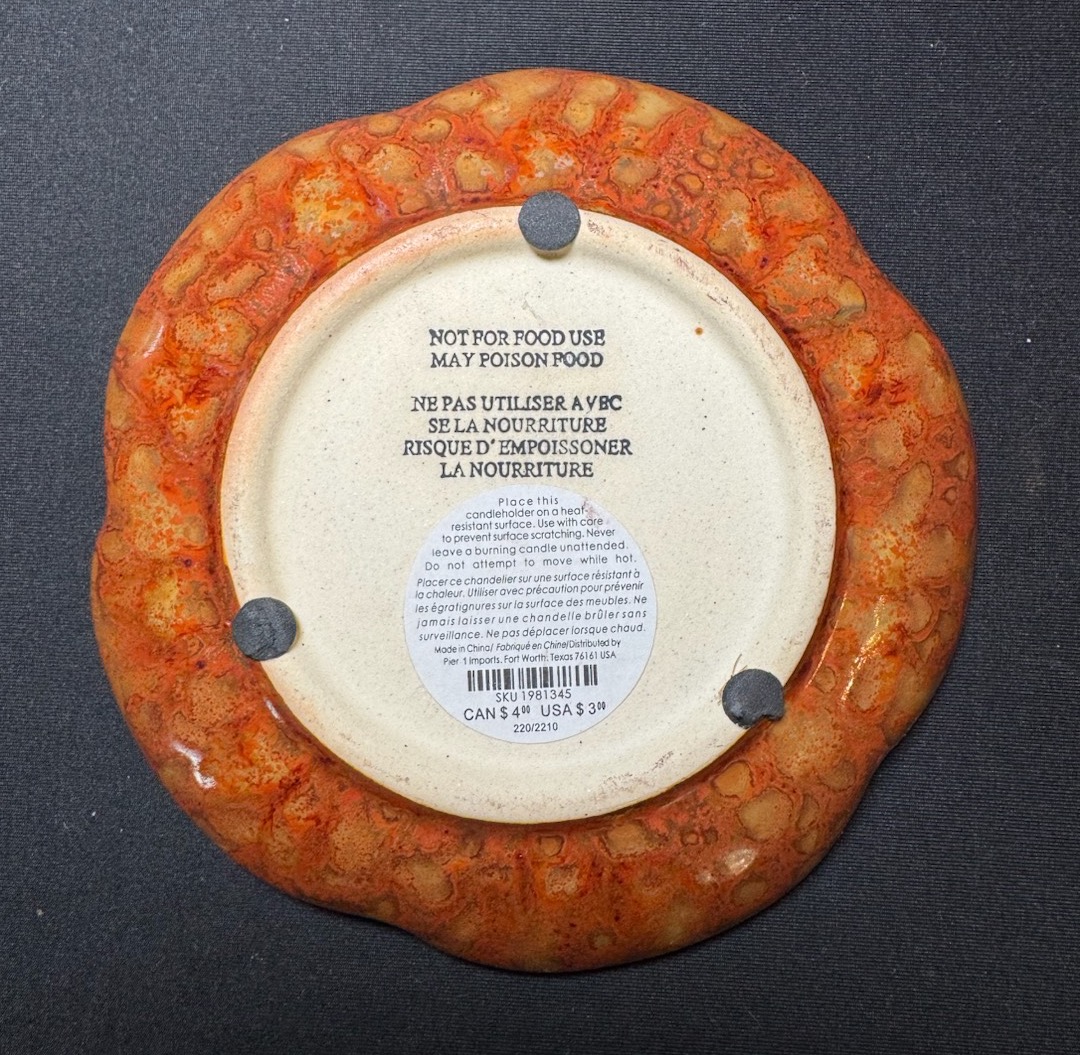 NOT FOR FOOD USE
MAY POISON FOOD
NE PAS UTILISER AVEC
SE LA NOURRITURE
RISQUE D' EMPOISSONER
LA NOURRITURE
Place this
candleholder on a heat-
resistant surface. Use with care
to prevent surface scratching. Never
leave a burning candle unattended.
Do not attempt to move while hot.
Placer ce chandelier sur une surface résistant à
la chaleur. Utiliser avec précaution pour prévenir
les égratignures sur la surface des meubles. Ne
jamais laisser une chandelle brûler sans
surveillance. Ne pas déplacer lorsque chaud.
Made in China/ Fabriqué en Chine/Distributed by
Pier 1 Imports. Fort Worth, Texas 76161 USA
SKU 1981345
CAN $ 4⁰⁰ USA $ 3⁰⁰
220/2210